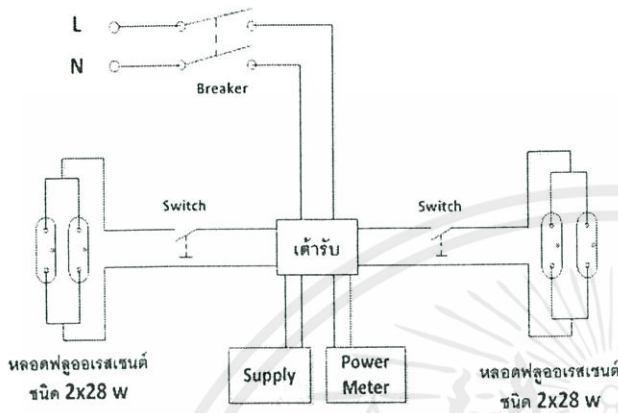 L
N
Breaker
Switch
Switch
เต้ารับ
หลอดฟลูออเรสเซนต์
ชนิด 2x28 w
Supply
Power
Meter
หลอดฟลูออเรสเซนต์
ชนิด 2x28 w